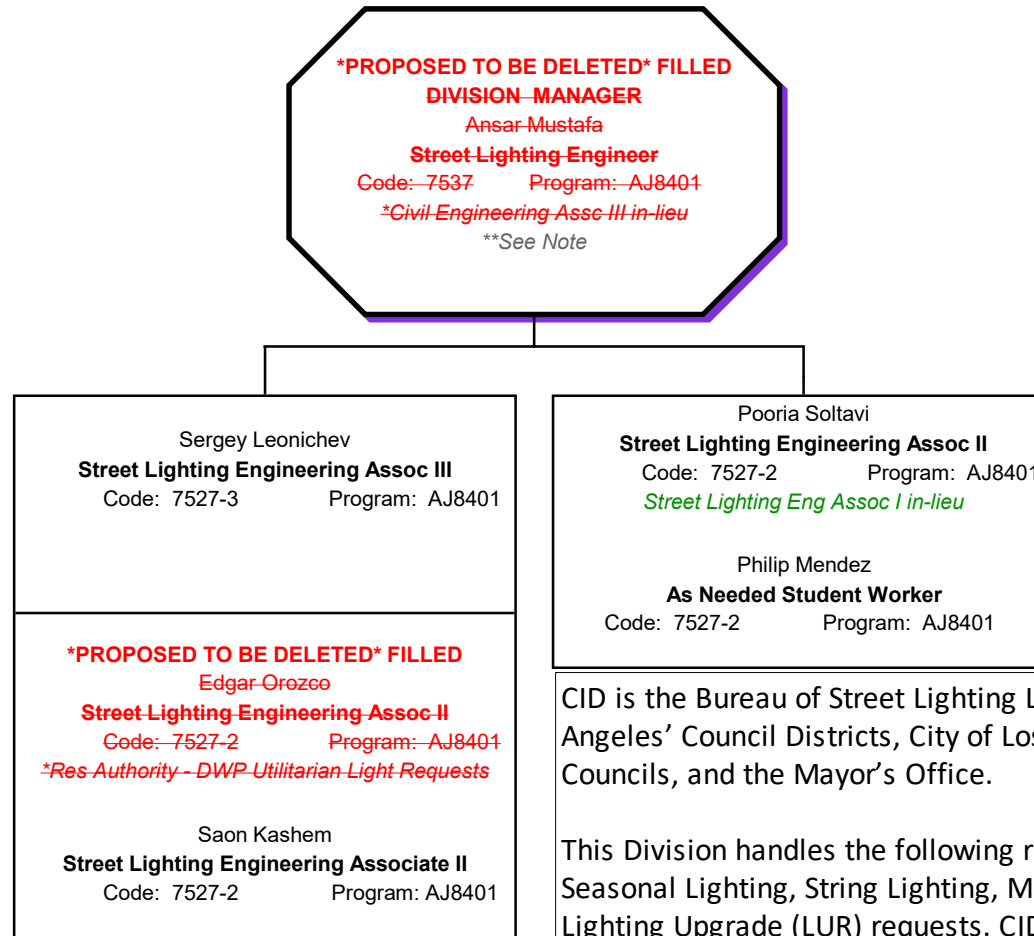 *PROPOSED TO BE DELETED* FILLED
DIVISION MANAGER
Ansar Mustafa
Street Lighting Engineer
Code: 7537 Program: AJ8401
*Civil Engineering Assc III in-lieu
**See Note
Sergey Leonichev
Street Lighting Engineering Assoc III
Code: 7527-3 Program: AJ8401
*PROPOSED TO BE DELETED* FILLED
Edgar Orozco
Street Lighting Engineering Assoc II
Code: 7527-2 Program: AJ8401
*Res Authority - DWP Utilitarian Light Requests
Saon Kashem
Street Lighting Engineering Associate II
Code: 7527-2 Program: AJ8401
Pooria Soltavi
Street Lighting Engineering Assoc II
Code: 7527-2 Program: AJ8401
Street Lighting Eng Assoc I in-lieu
Philip Mendez
As Needed Student Worker
Code: 7527-2 Program: AJ8401
CID is the Bureau of Street Lighting
Angeles' Council Districts, City of Los
Councils, and the Mayor's Office.
This Division handles the following
Seasonal Lighting, String Lighting,
Lighting Upgrade (LUR) requests. CID